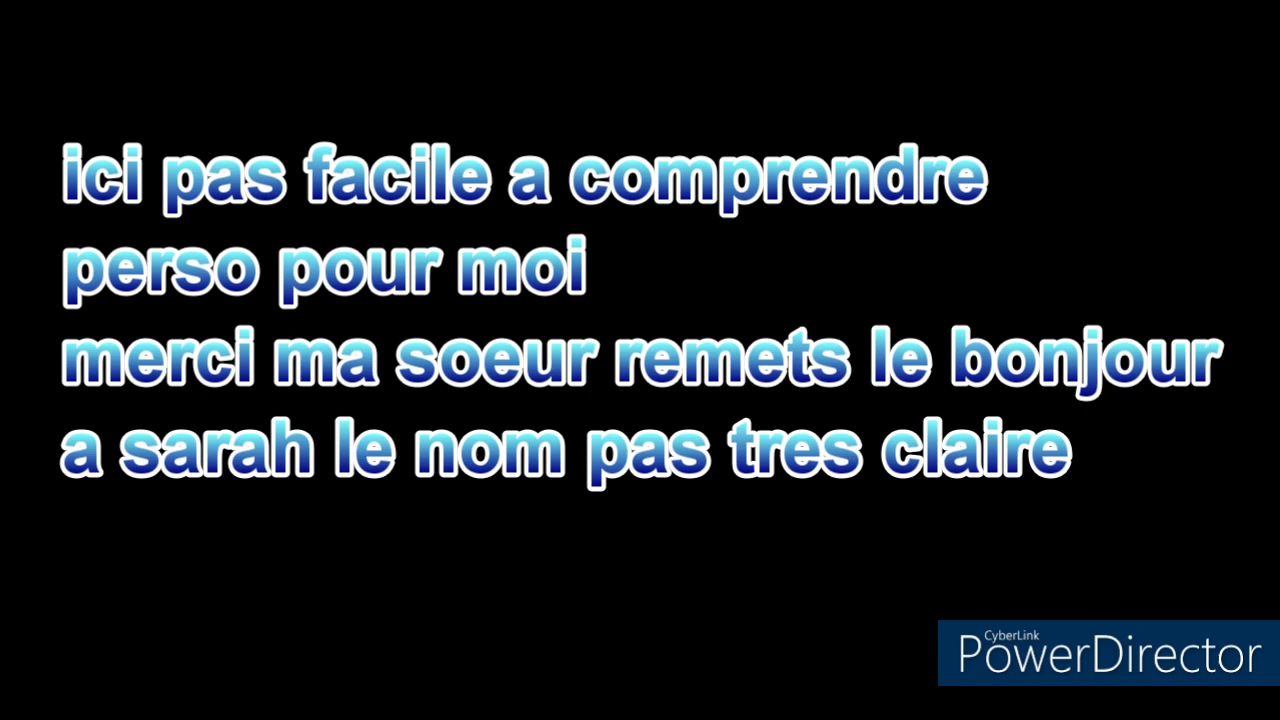 ici pas facile a comprendre
perso pour moi
merci ma soeur remets le bonjour
a sarah le nom pas tres claire
CyberLink
PowerDirector